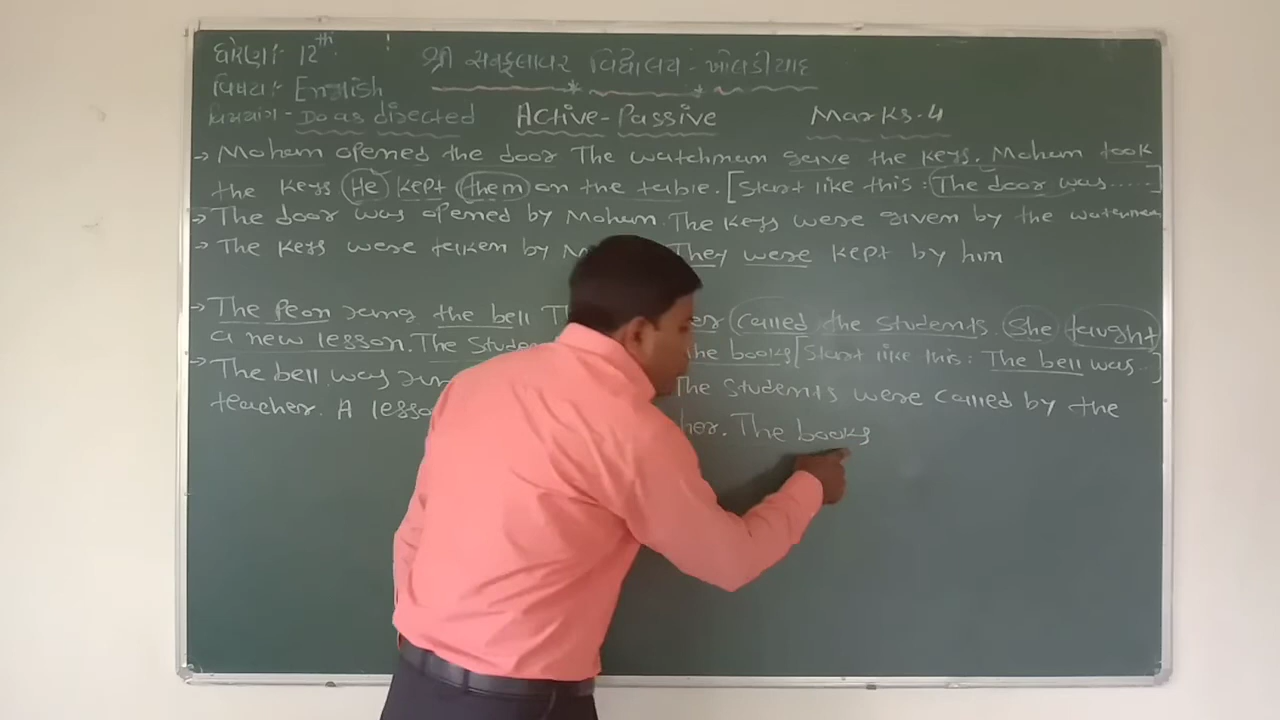 ધોરણ:- 12th
શ્રી સનફ્લાવર વિદ્યાલય - ખોલડીયાદ
વિષય:- English
વિભાગ - Do as directed Active-Passive Marks-4
→ Mohan opened the door The watchman gave the keys. Mohan took
the keys He kept them on the table. [Start like this : The door was......]
→ The door was opened by Mohan. The keys were given by the watchman
→ The keys were taken by They were kept by him
→ The Peon rang the bell called the students. She taught
a new lesson. The the books [Start like this : The bell was...]
→ The bell was The students were called by the
teacher. A her. The books